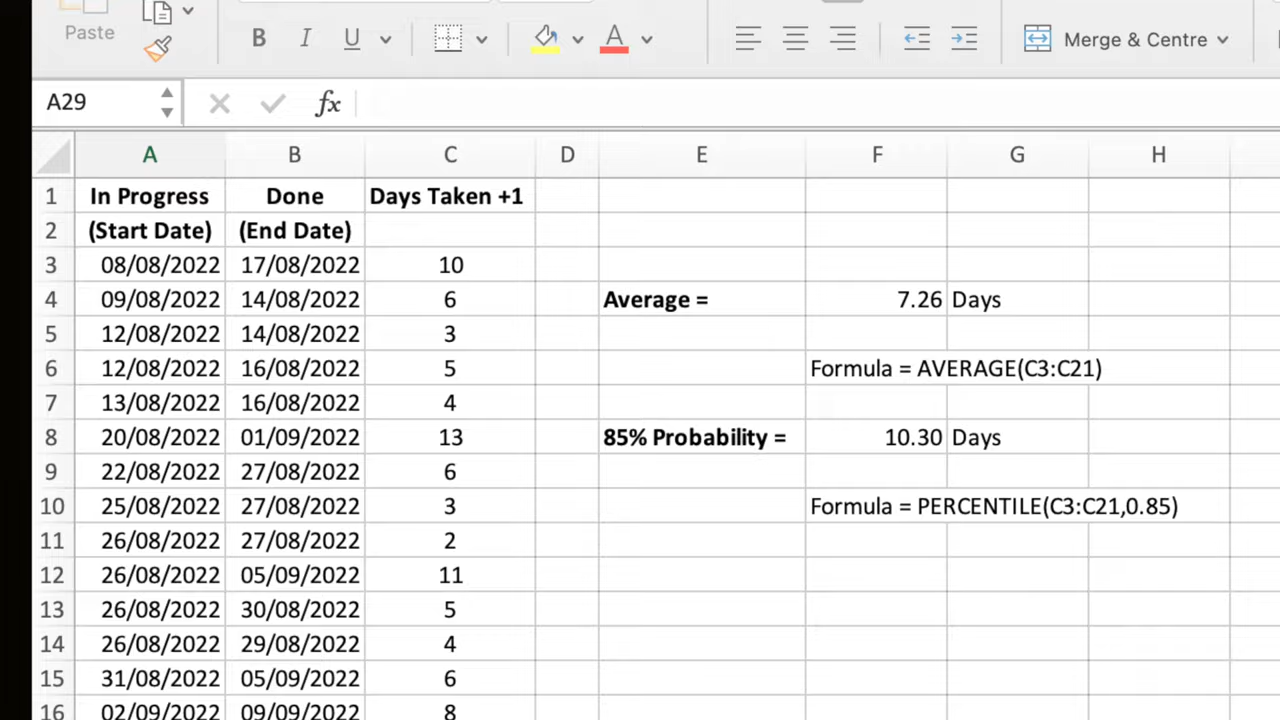 Paste
B I U A Merge & Centre
A29 fx
A B C D E F G H
1 In Progress Done Days Taken +1
2 (Start Date) (End Date)
3 08/08/2022 17/08/2022 10
4 09/08/2022 14/08/2022 6 Average = 7.26 Days
5 12/08/2022 14/08/2022 3
6 12/08/2022 16/08/2022 5 Formula = AVERAGE(C3:C21)
7 13/08/2022 16/08/2022 4
8 20/08/2022 01/09/2022 13 85% Probability = 10.30 Days
9 22/08/2022 27/08/2022 6
10 25/08/2022 27/08/2022 3 Formula = PERCENTILE(C3:C21,0.85)
11 26/08/2022 27/08/2022 2
12 26/08/2022 05/09/2022 11
13 26/08/2022 30/08/2022 5
14 26/08/2022 29/08/2022 4
15 31/08/2022 05/09/2022 6
16 02/09/2022 09/09/2022 8